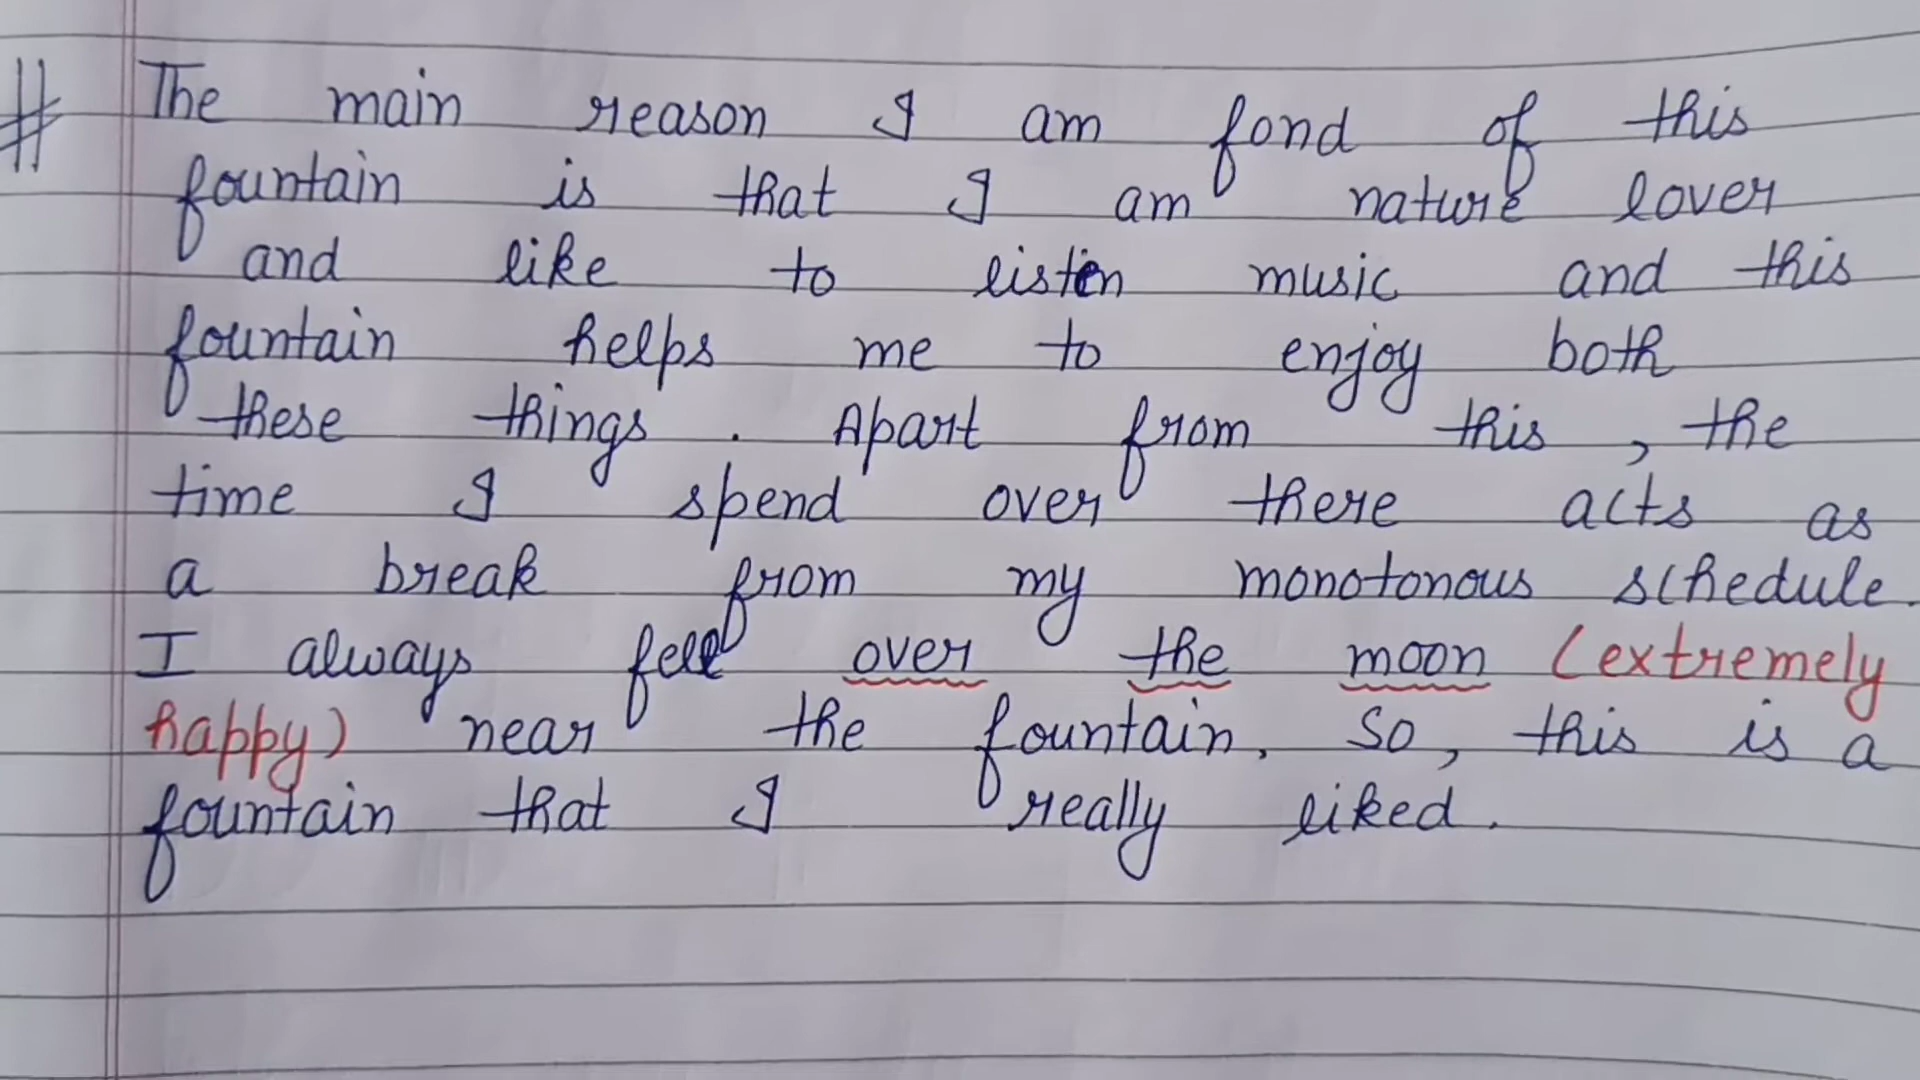 # The main reason I am fond of this
fountain is that I am nature lover
and like to listen music and this
fountain helps me to enjoy both
these things. Apart from this, the
time I spend over there acts as
a break from my monotonous schedule.
I always feel over the moon (extremely
happy) near the fountain. So, this is a
fountain that I really liked.